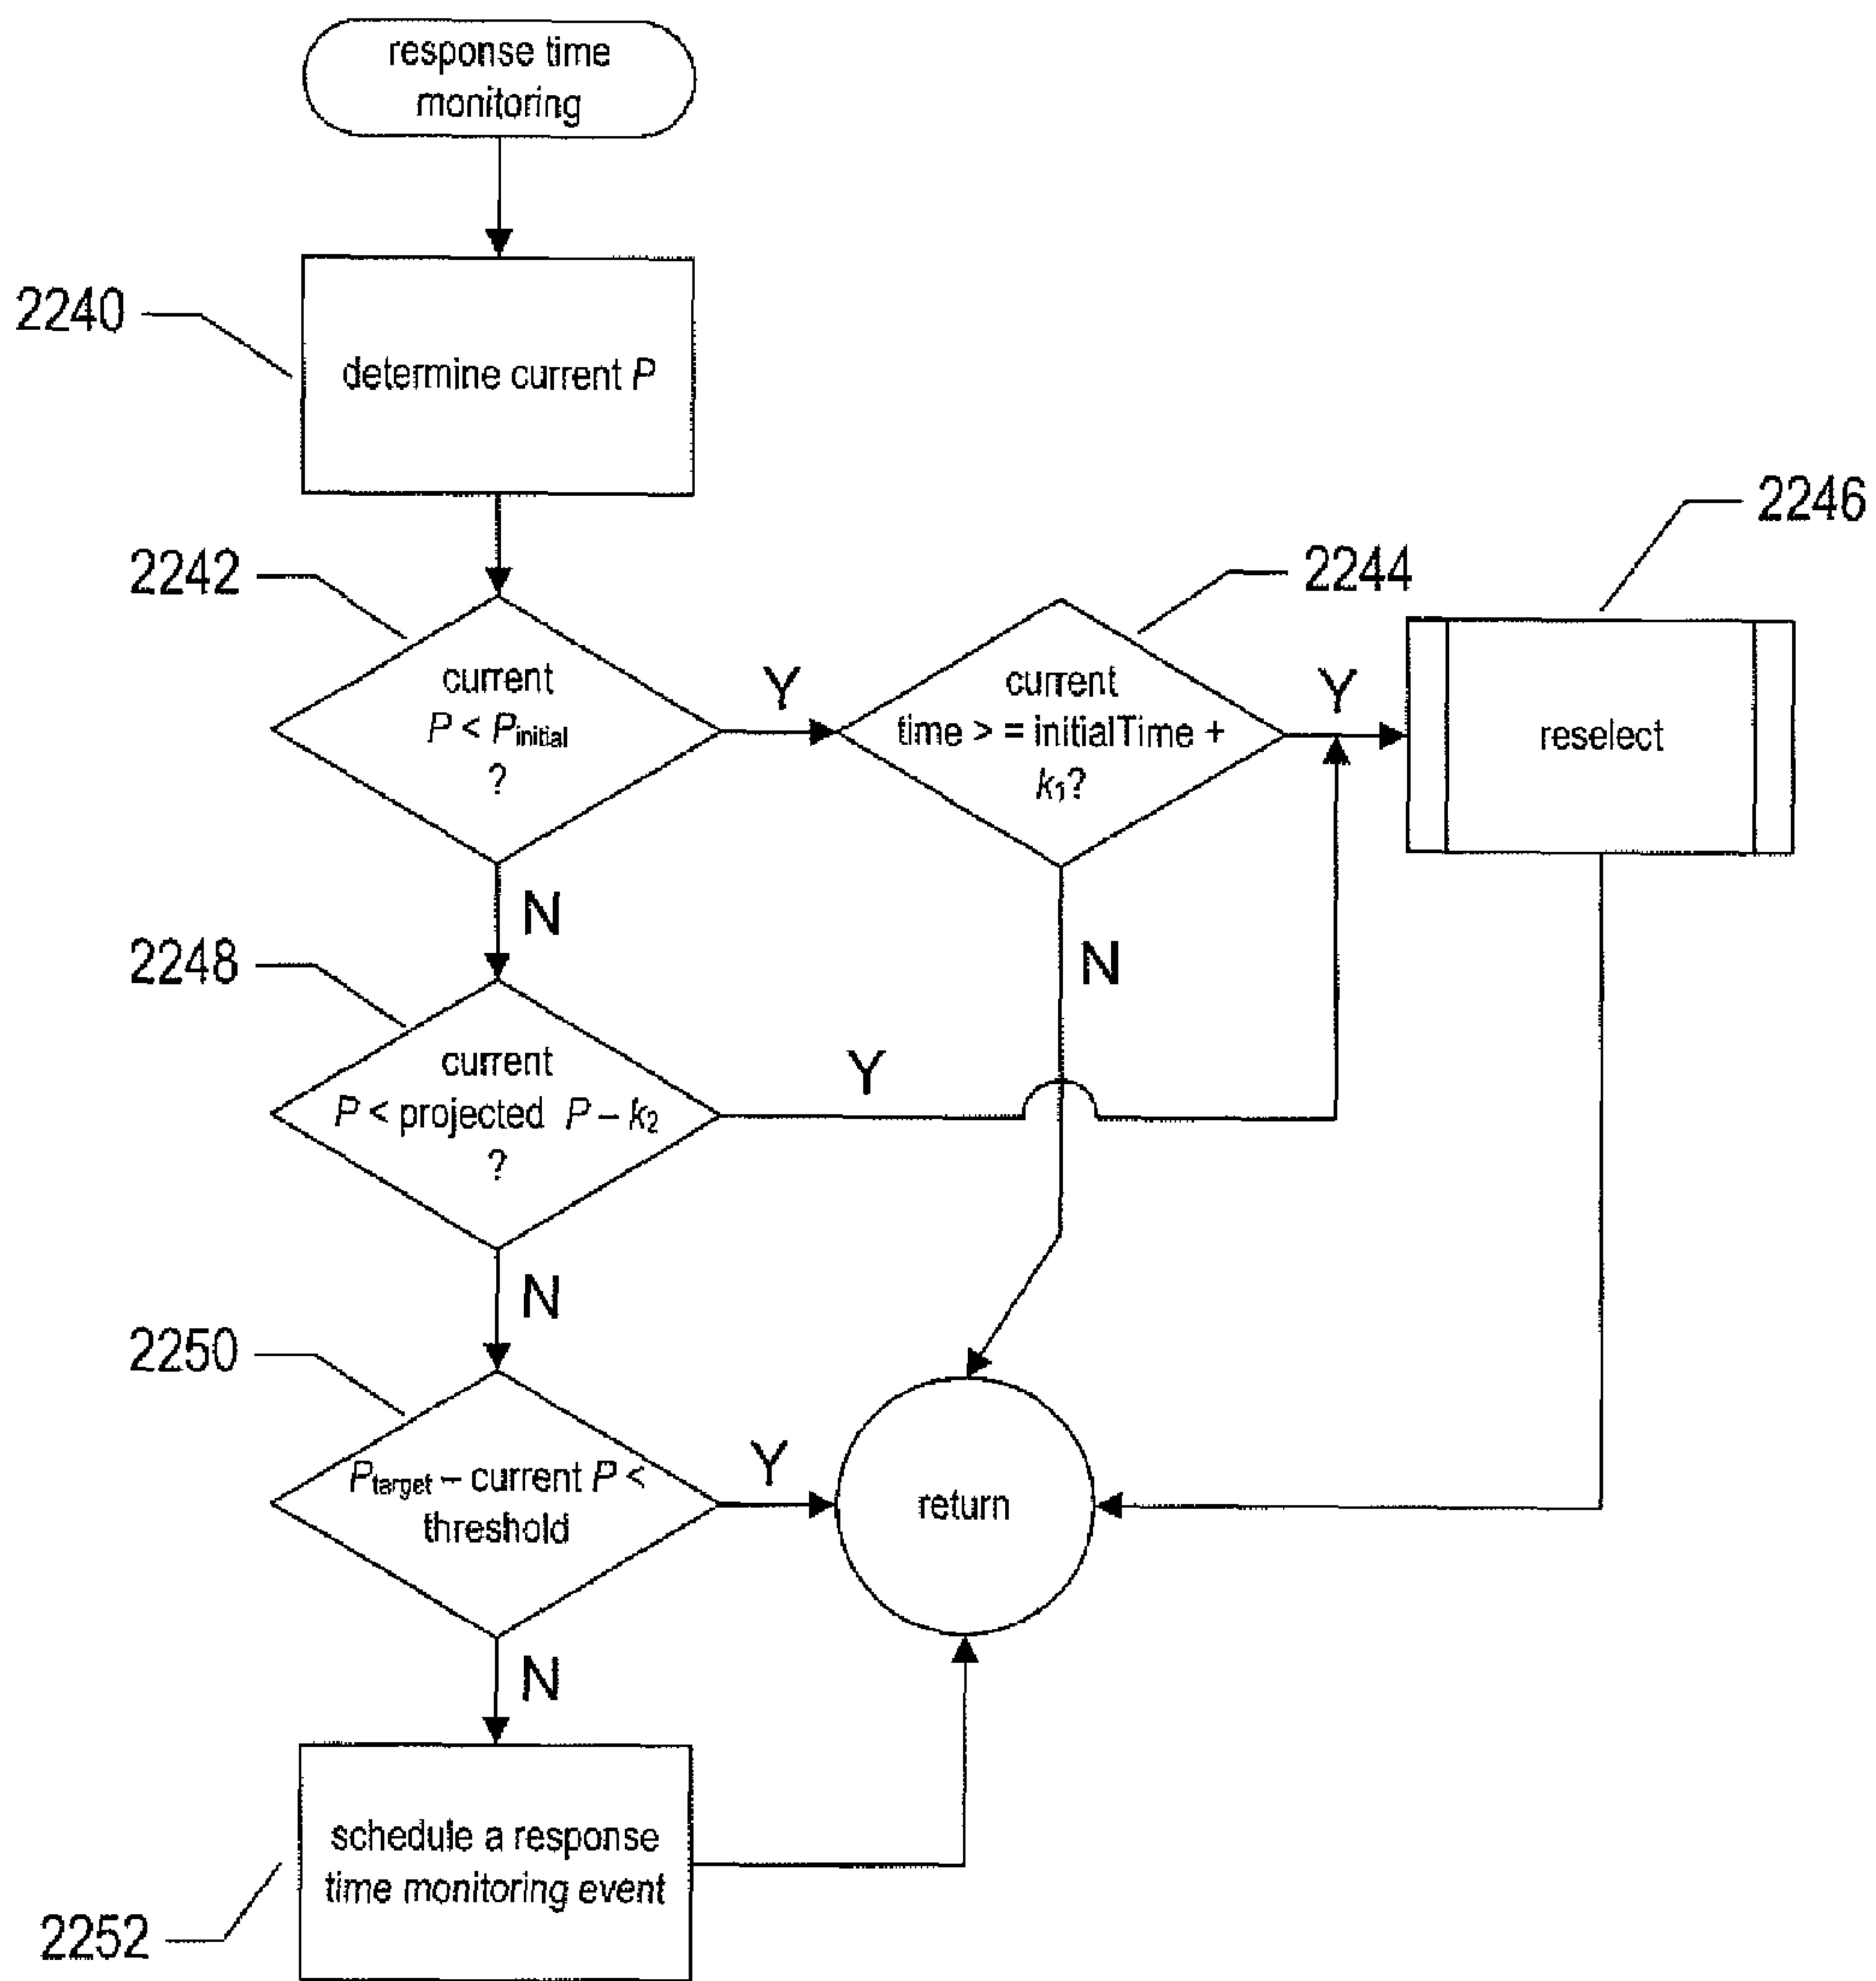 response time
monitoring
2240
determine current P
2246
2242
2244
current
P < Pinitial
?
Y
current
time > = initialTime +
k1?
Y
reselect
N
N
2248
current
P < projected P – k2
?
Y
N
2250
Ptarget – current P <
threshold
Y
return
N
schedule a response
time monitoring event
2252